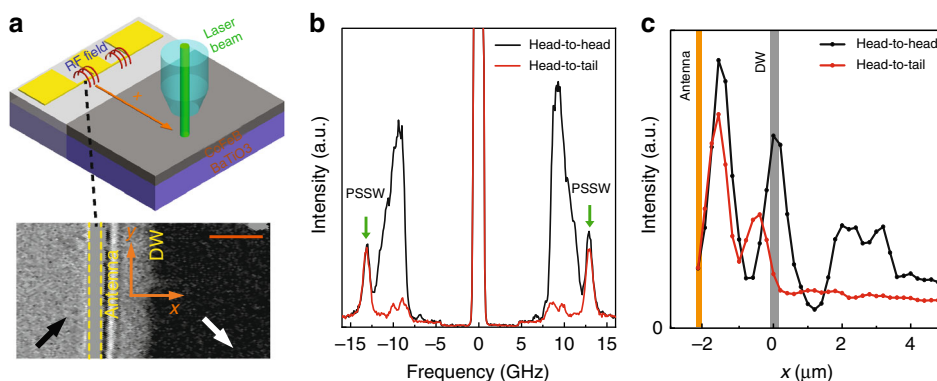 a
Laser
beam
RF field
x
CoFeB
BaTiO3
Antenna
DW
y
x
b
Intensity (a.u.)
Head-to-head
Head-to-tail
PSSW
PSSW
−15 −10 −5 0 5 10 15
Frequency (GHz)
c
Intensity (a.u.)
Antenna
DW
Head-to-head
Head-to-tail
0
−2 0 2 4
x (μm)